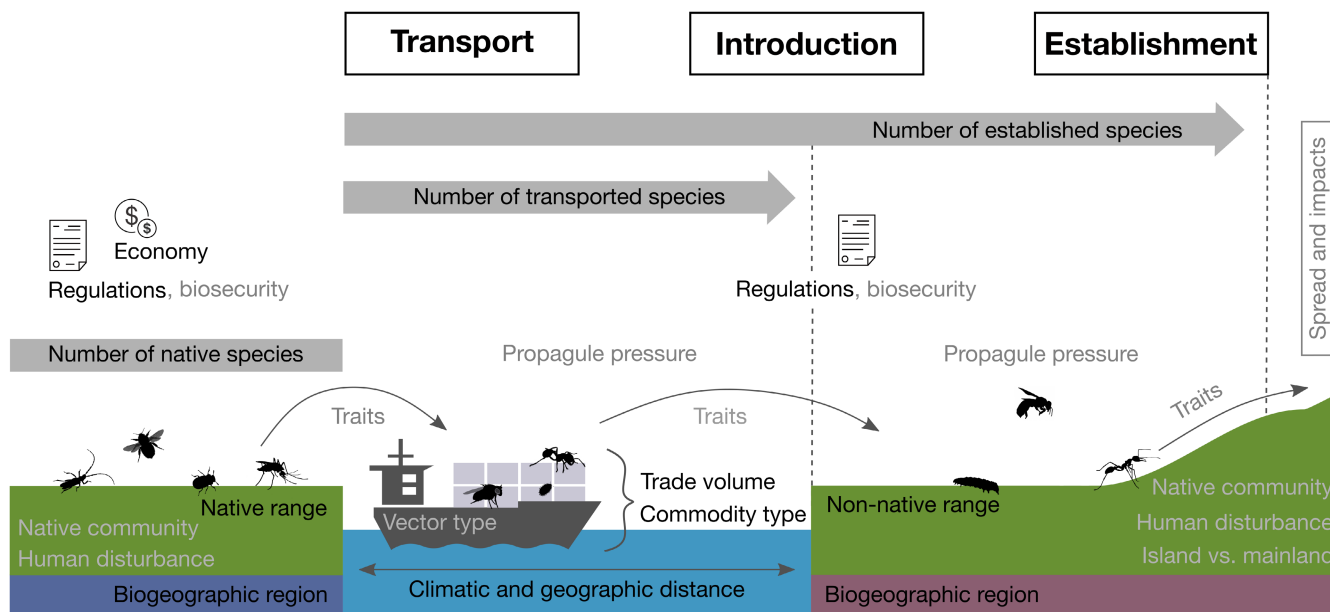 Transport
Introduction
Establishment
Number of established species
Number of transported species
Spread and impacts
$
$
Economy
Regulations, biosecurity
Regulations, biosecurity
Number of native species
Propagule pressure
Propagule pressure
Traits
Traits
Traits
Trade volume
Commodity type
Native range
Native community
Human disturbance
Vector type
Non-native range
Native community
Human disturbance
Island vs. mainland
Climatic and geographic distance
Biogeographic region
Biogeographic region